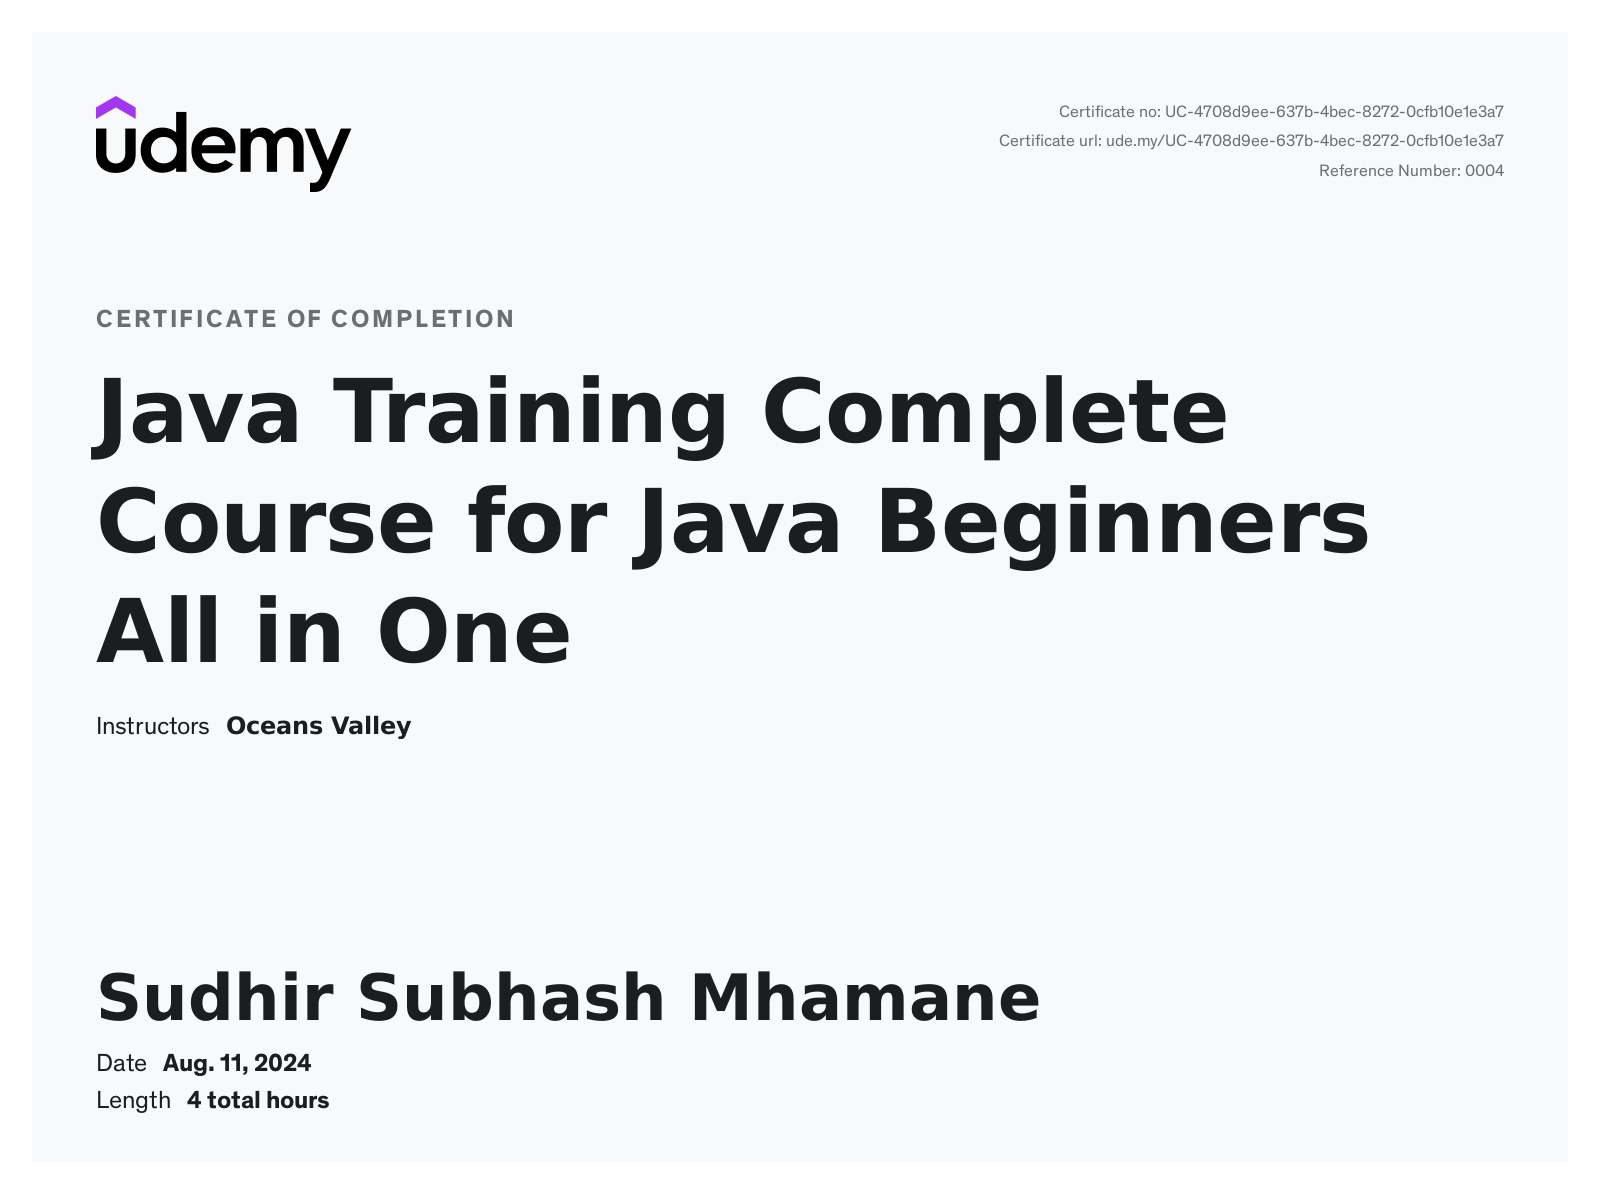 udemy
Certificate no: UC-4708d9ee-637b-4bec-8272-0cfb10e1e3a7
Certificate url: ude.my/UC-4708d9ee-637b-4bec-8272-0cfb10e1e3a7
Reference Number: 0004
CERTIFICATE OF COMPLETION
Java Training Complete
Course for Java Beginners
All in One
Instructors Oceans Valley
Sudhir Subhash Mhamane
Date Aug. 11, 2024
Length 4 total hours